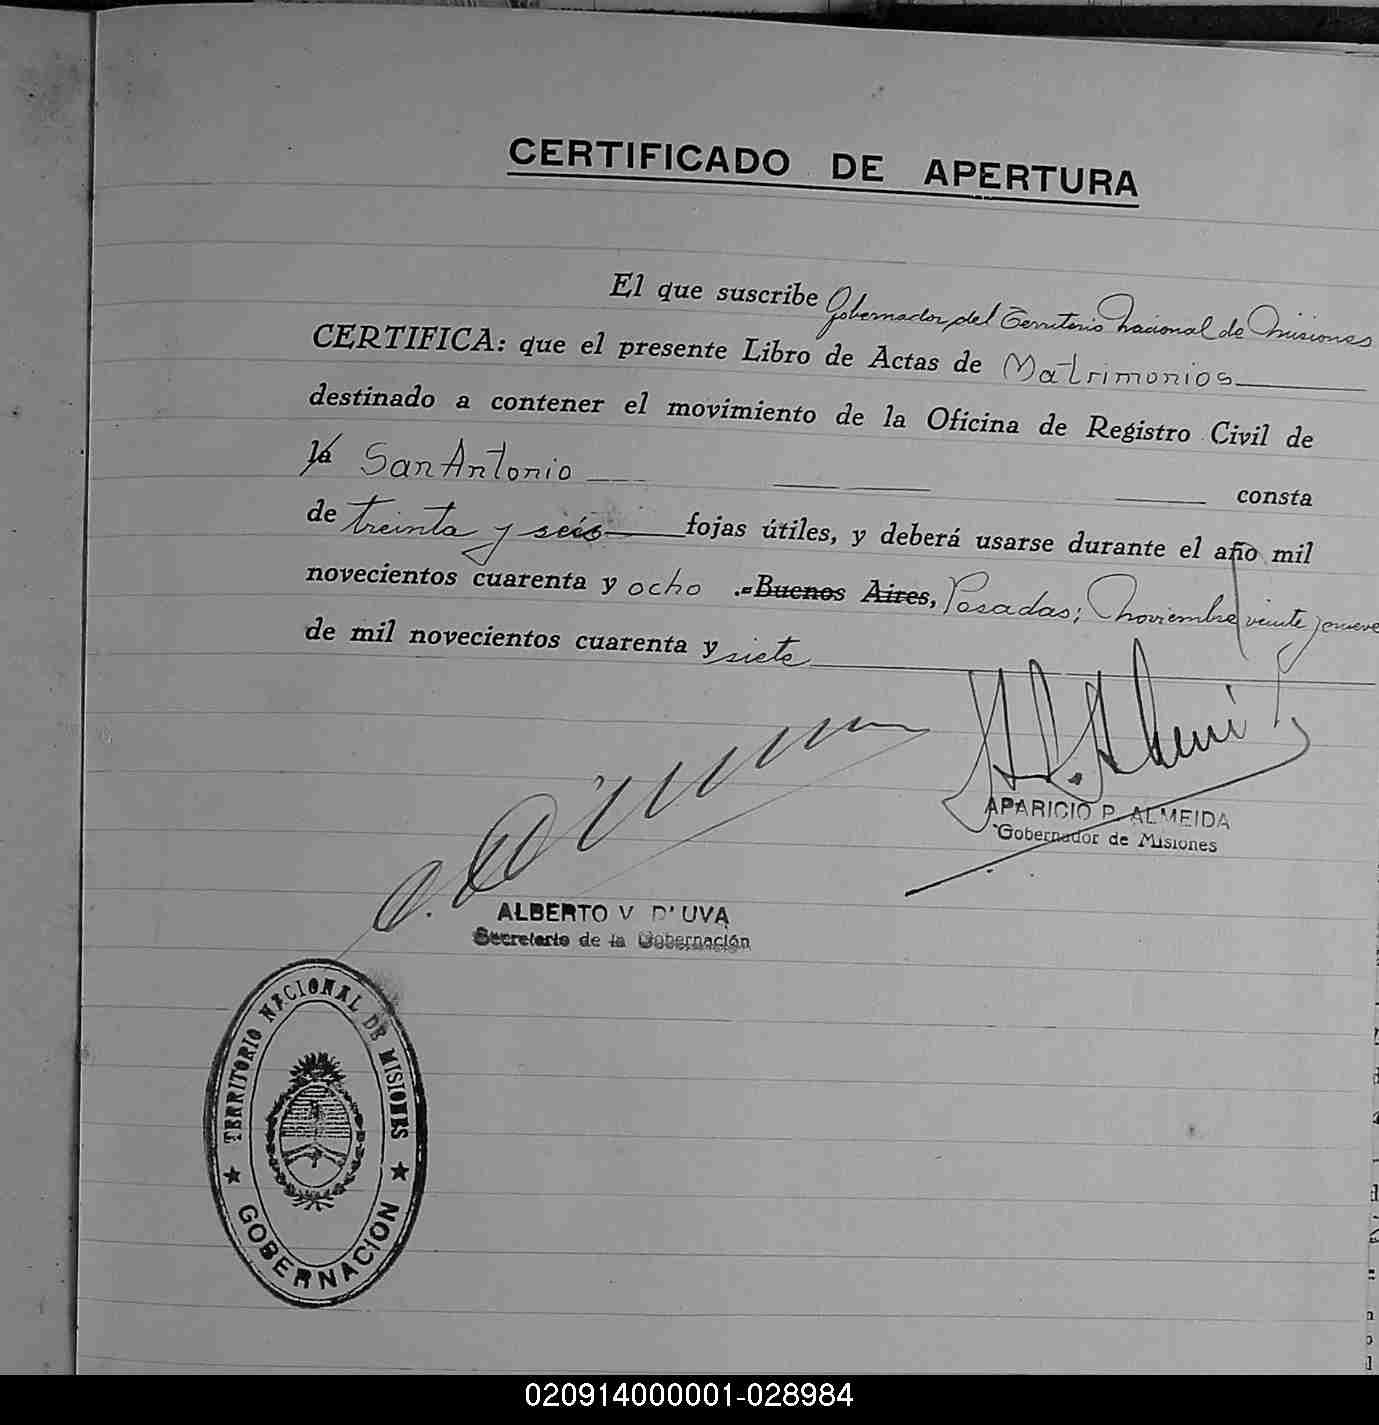 CERTIFICADO DE APERTURA
El que suscribe Gobernador del Territorio Nacional de Misiones
CERTIFICA: que el presente Libro de Actas de Matrimonios
destinado a contener el movimiento de la Oficina de Registro Civil de
la San Antonio consta
de treinta y seis fojas útiles, y deberá usarse durante el año mil
novecientos cuarenta y ocho .-Buenos Aires, Posadas; Noviembre veinte y nueve
de mil novecientos cuarenta y siete
APARICIO P. ALMEIDA
Gobernador de Misiones
ALBERTO V. D'UVA
Secretario de la Gobernación
TERRITORIO NACIONAL DE MISIONES
GOBERNACION
020914000001-028984